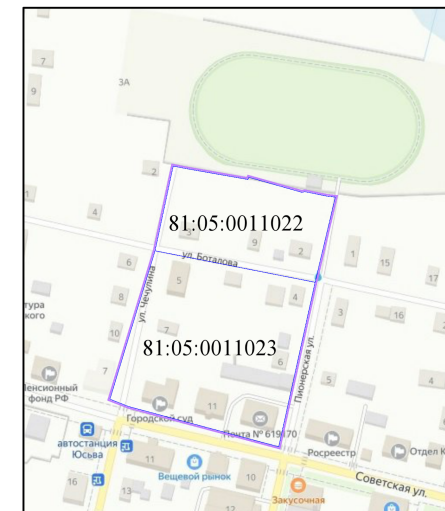 7
9
3А
2
4
81:05:0011022
3
9
2
1
15
17
ул. Боталова
6
5
4
8
ул. Чечулина
3
16
10
7
81:05:0011023
6
Пионерская ул.
7
5
4
Пенсионный
фонд РФ
11
Городской суд
Почта № 619170
автостанция
Юсьва
Росреестр
Отдел К
11
Вещевой рынок
10
Советская ул.
16
13
Закусочная
12